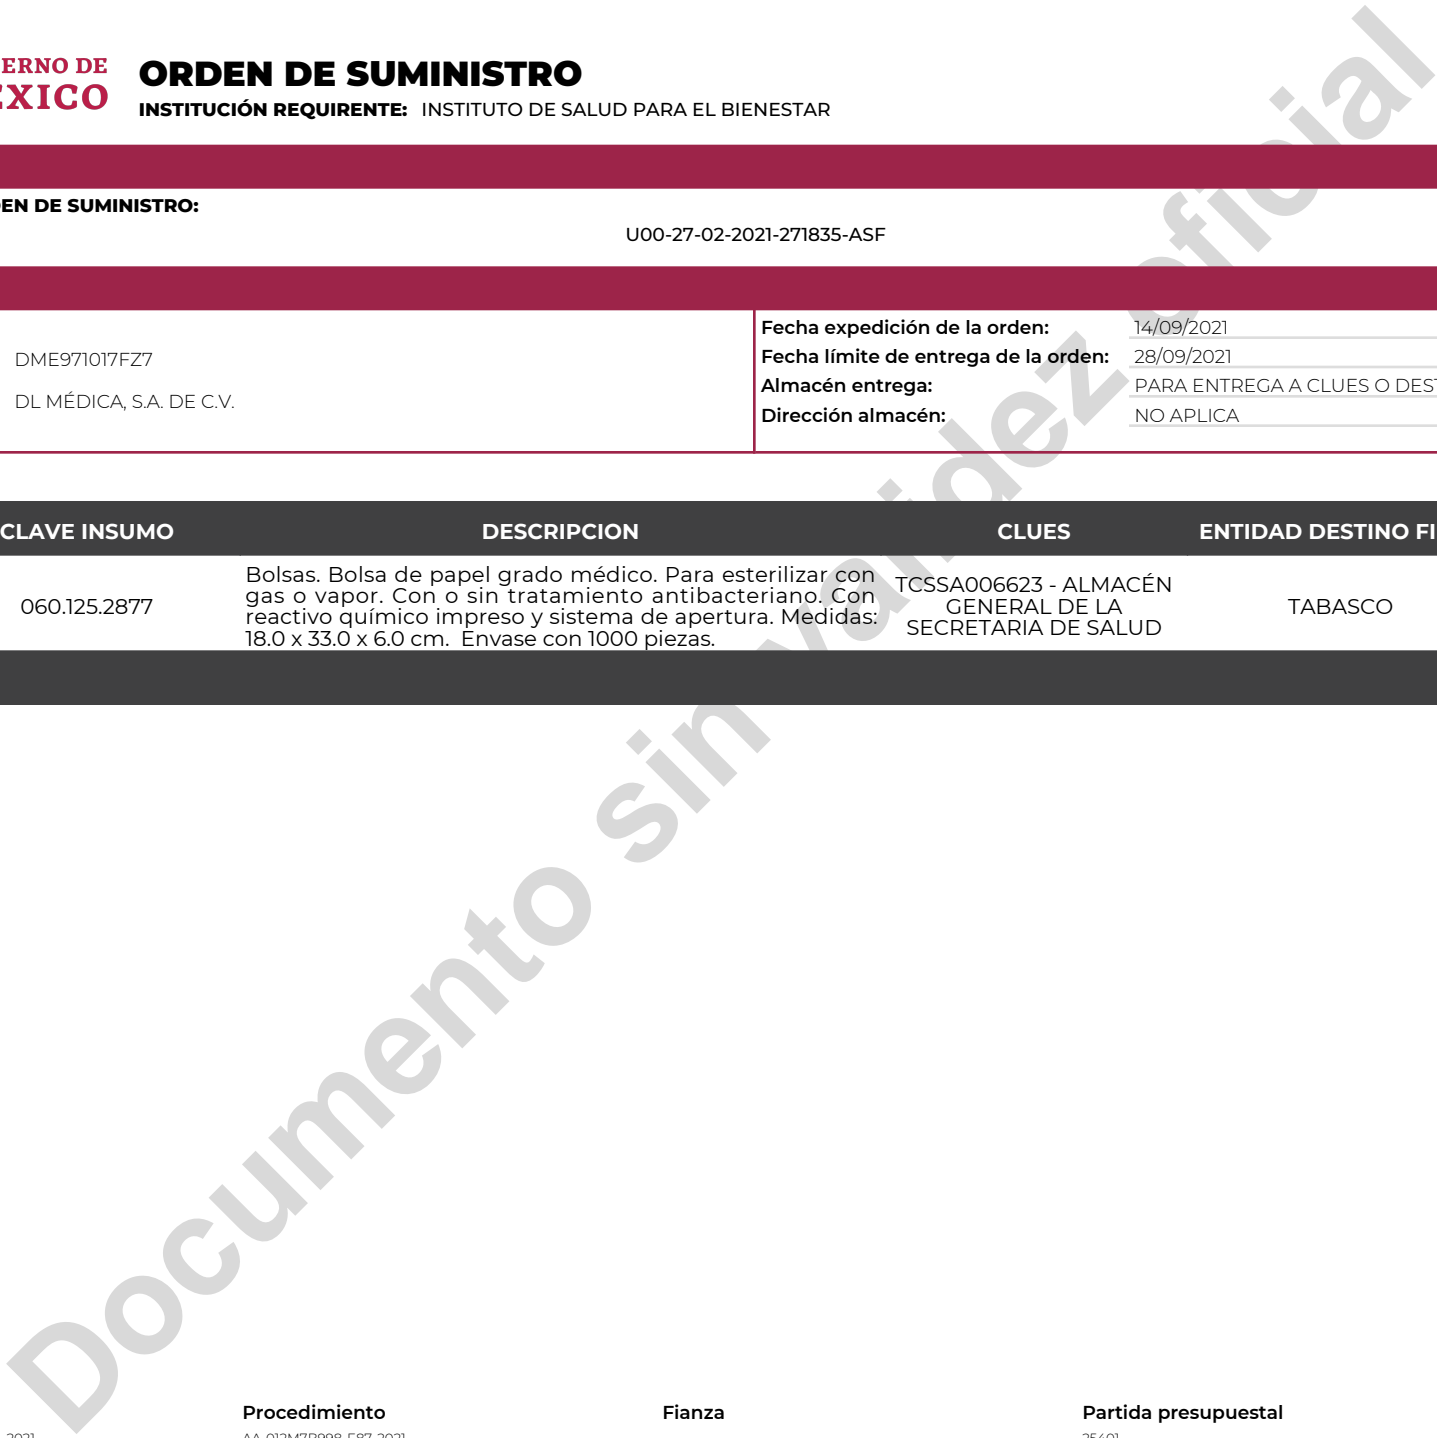 ERNO DE
ORDEN DE SUMINISTRO
EXICO
INSTITUCIÓN REQUIRENTE: INSTITUTO DE SALUD PARA EL BIENESTAR
EN DE SUMINISTRO:
U00-27-02-2021-271835-ASF
DME971017FZ7
DL MÉDICA, S.A. DE C.V.
Fecha expedición de la orden: 14/09/2021
Fecha límite de entrega de la orden: 28/09/2021
Almacén entrega: PARA ENTREGA A CLUES O DEST
Dirección almacén: NO APLICA
CLAVE INSUMO DESCRIPCION CLUES ENTIDAD DESTINO FI
060.125.2877
Bolsas. Bolsa de papel grado médico. Para esterilizar con
gas o vapor. Con o sin tratamiento antibacteriano. Con
reactivo químico impreso y sistema de apertura. Medidas:
18.0 x 33.0 x 6.0 cm. Envase con 1000 piezas.
TCSSA006623 - ALMACÉN
GENERAL DE LA
SECRETARIA DE SALUD
TABASCO
Documento sin validez oficial
Procedimiento Fianza Partida presupuestal
2021 AA-012M7B998-E87-2021 25401